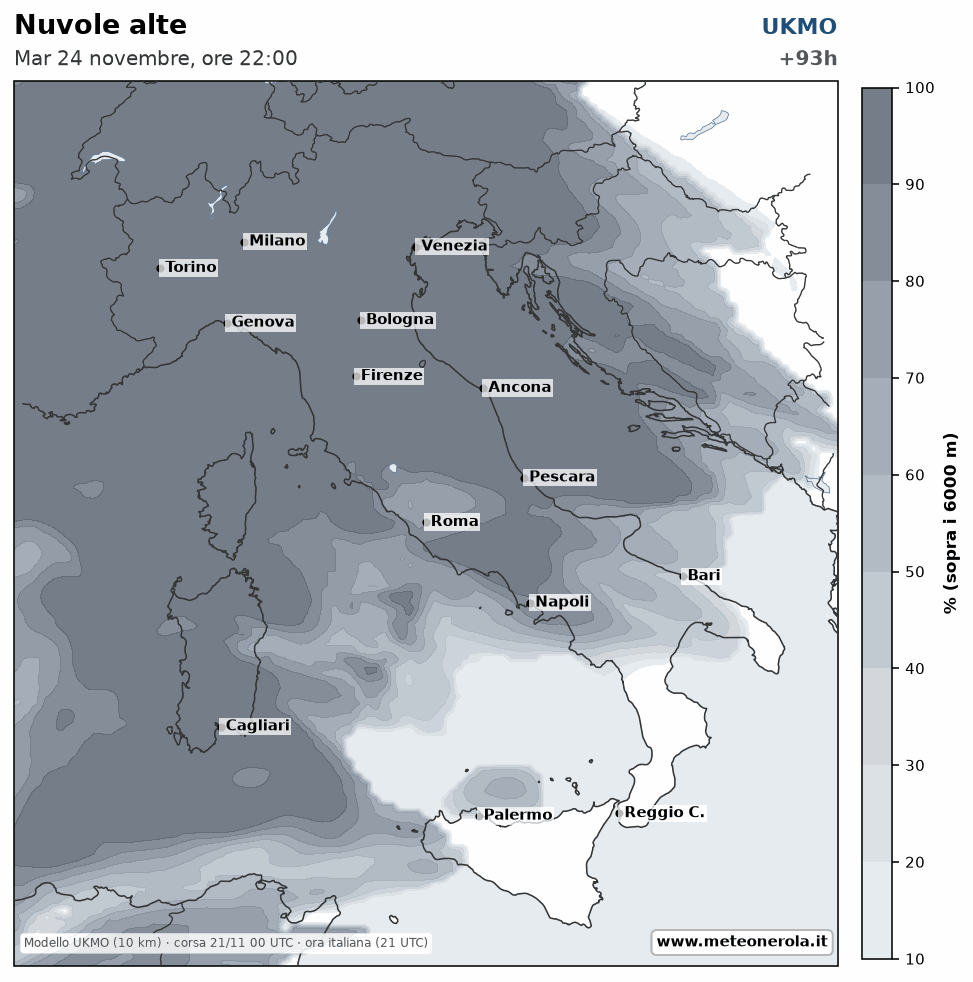 Nuvole alte
UKMO
Mar 24 novembre, ore 22:00
+93h
Milano
Venezia
Torino
Genova
Bologna
Firenze
Ancona
Pescara
Roma
Bari
Napoli
Cagliari
Palermo
Reggio C.
Modello UKMO (10 km) · corsa 21/11 00 UTC · ora italiana (21 UTC)
www.meteonerola.it
100
90
80
70
60
50
40
30
20
10
% (sopra i 6000 m)